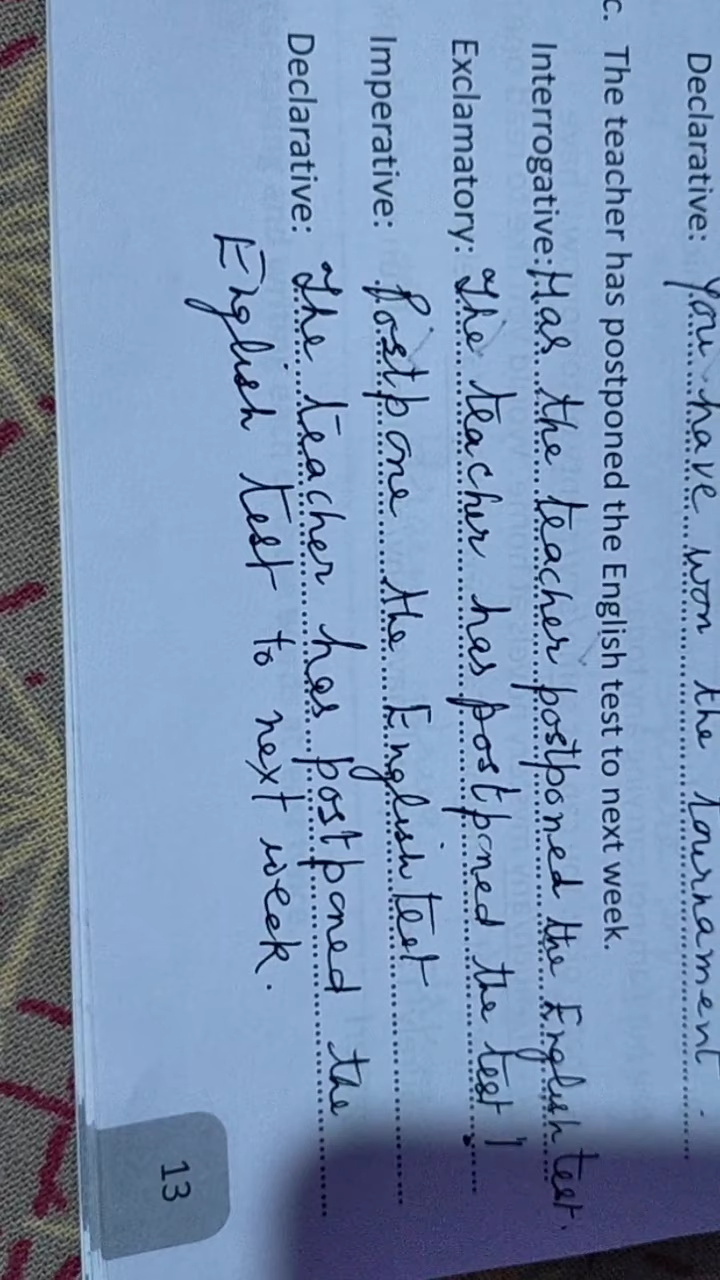 Declarative: You have won the tournament.
c. The teacher has postponed the English test to next week.
Interrogative: Has the teacher postponed the English test.
Exclamatory: The teacher has postponed the test!
Imperative: Postpone the English test
Declarative: The teacher has postponed the
English test to next week.
13